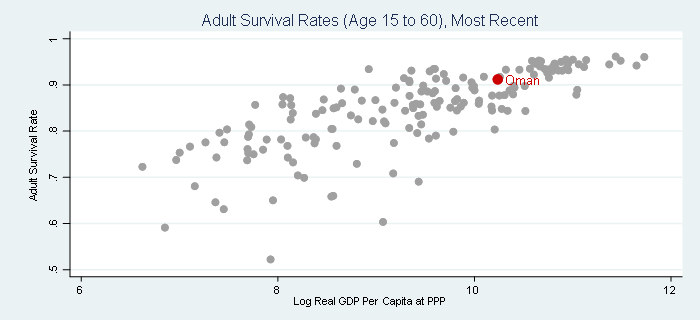 Adult Survival Rates (Age 15 to 60), Most Recent
1
.9
Oman
.8
.7
.6
.5
Adult Survival Rate
6 8 10 12
Log Real GDP Per Capita at PPP